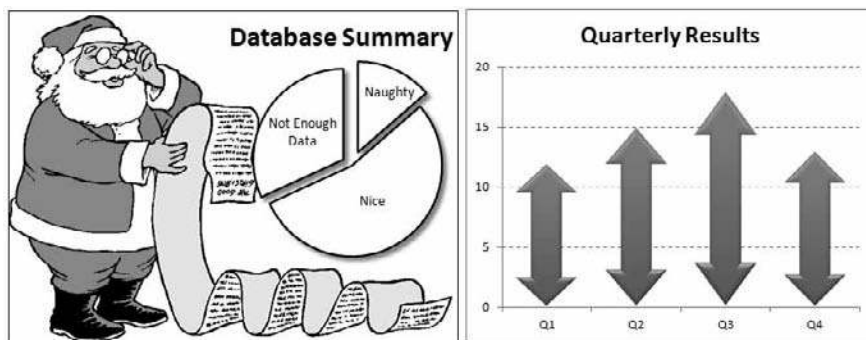 Database Summary
Naughty
Not Enough
Data
Nice
Quarterly Results
20
15
10
5
0
Q1 Q2 Q3 Q4